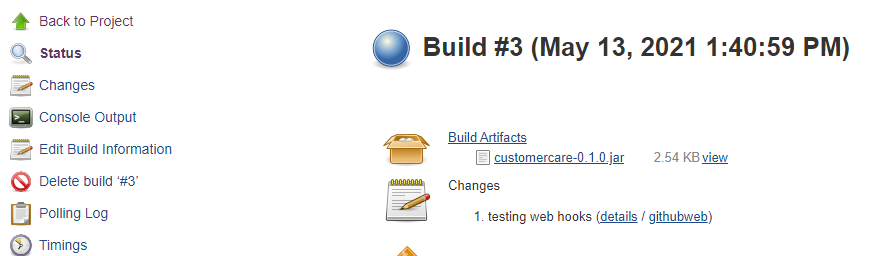 Back to Project
Status
Changes
Console Output
Edit Build Information
Delete build ‘#3’
Polling Log
Timings
Build #3 (May 13, 2021 1:40:59 PM)
Build Artifacts
customercare-0.1.0.jar 2.54 KB view
Changes
1. testing web hooks (details / githubweb)